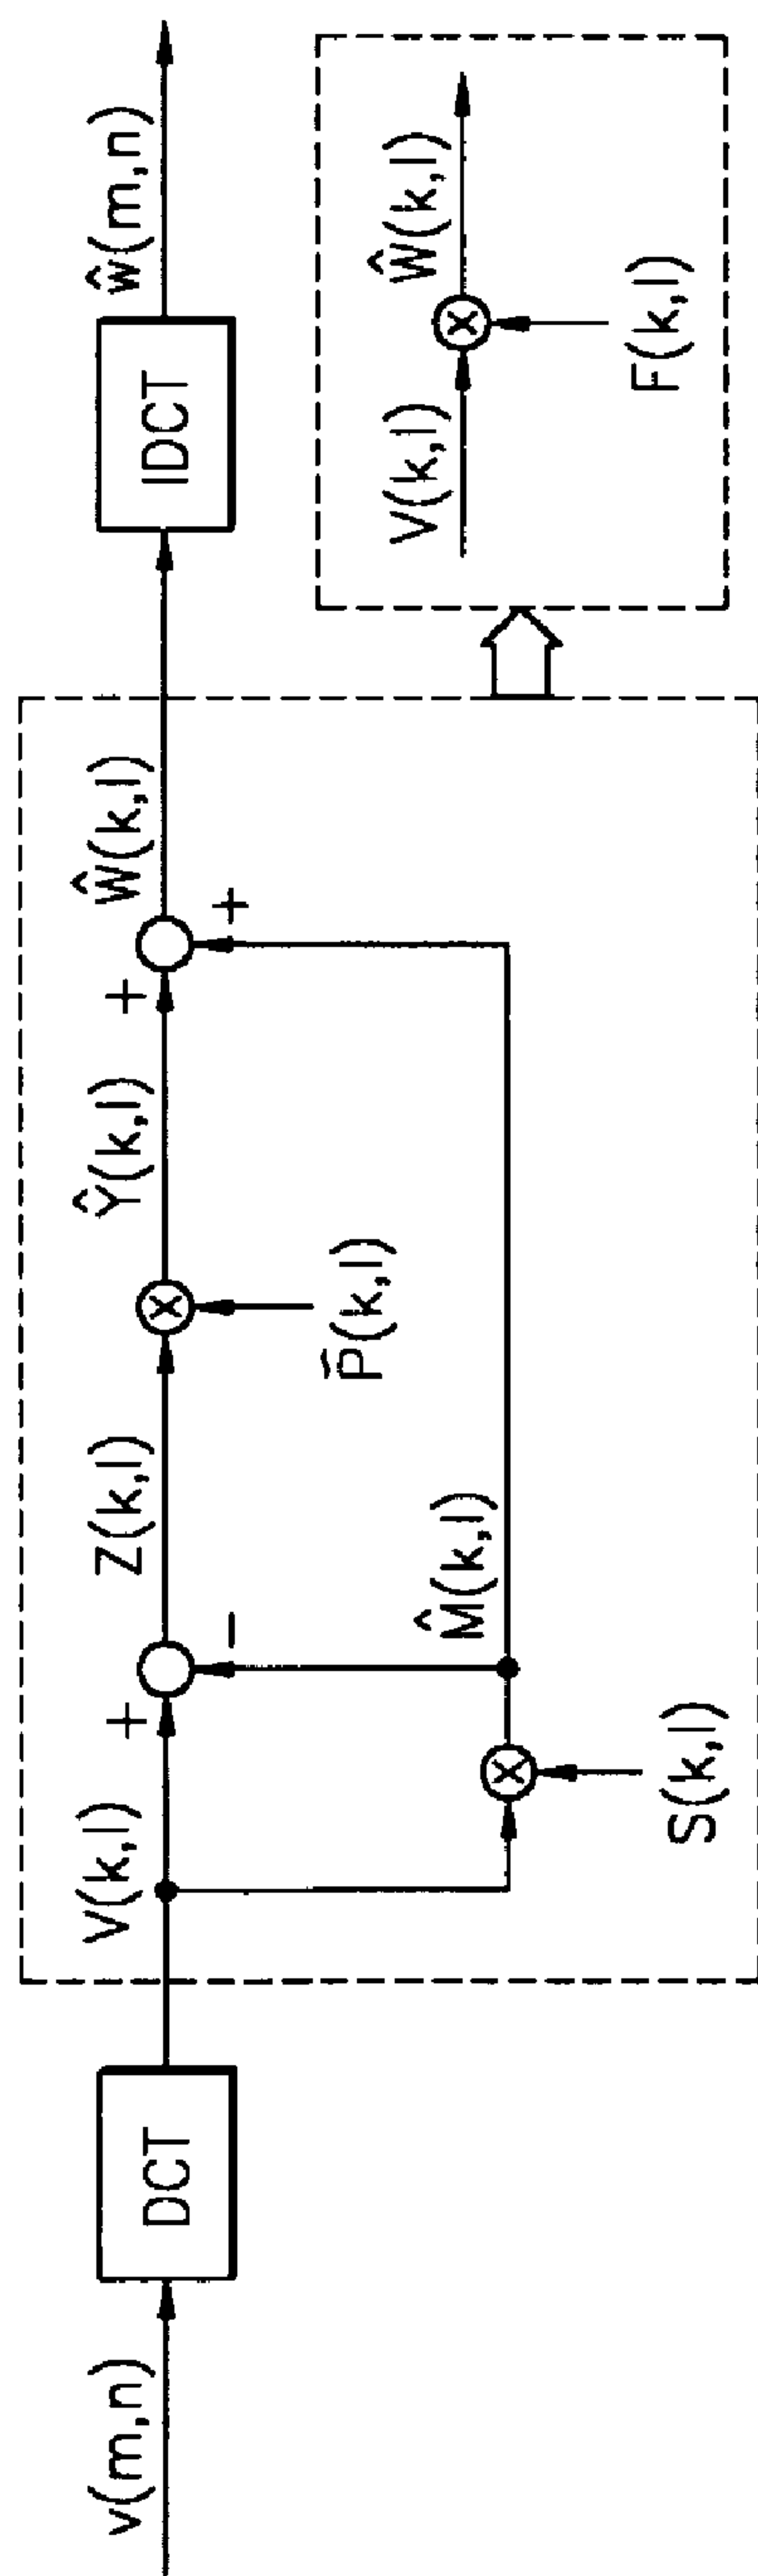 v(m,n)
DCT
V(k,l)
+
−
Z(k,l)
Ŷ(k,l)
+
+
Ŵ(k,l)
IDCT
ŵ(m,n)
×
P̃(k,l)
M̂(k,l)
×
S(k,l)
V(k,l)
×
Ŵ(k,l)
F(k,l)